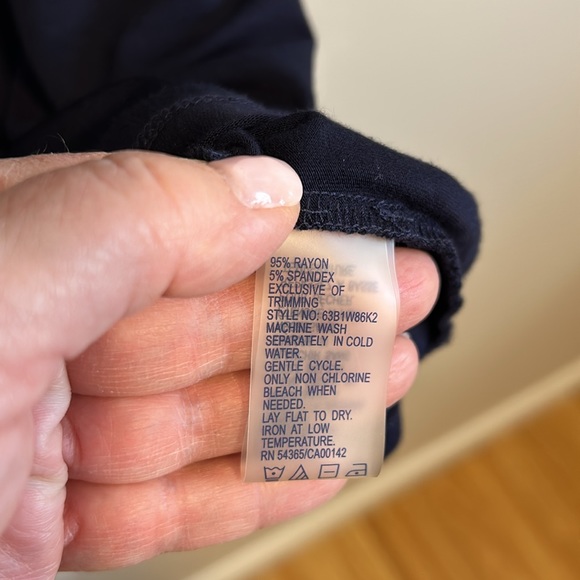 95% RAYON
5% SPANDEX
EXCLUSIVE OF
TRIMMING
STYLE NO: 63B1W86K2
MACHINE WASH
SEPARATELY IN COLD
WATER.
GENTLE CYCLE.
ONLY NON CHLORINE
BLEACH WHEN
NEEDED.
LAY FLAT TO DRY.
IRON AT LOW
TEMPERATURE.
RN 54365/CA00142